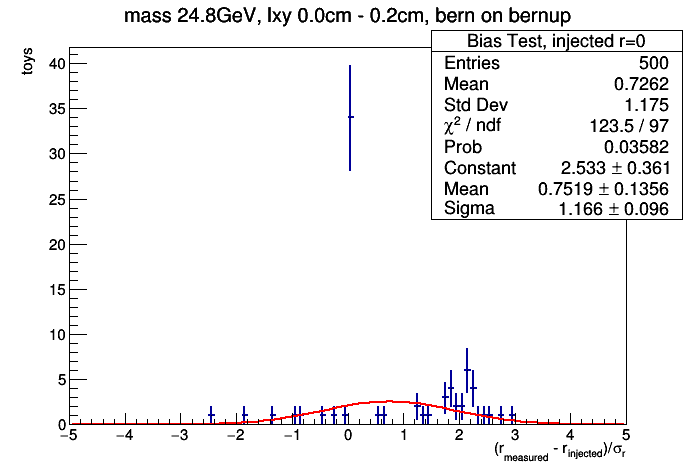 mass 24.8GeV, lxy 0.0cm - 0.2cm, bern on bernup
Bias Test, injected r=0
Entries 500
Mean 0.7262
Std Dev 1.175
χ² / ndf 123.5 / 97
Prob 0.03582
Constant 2.533 ± 0.361
Mean 0.7519 ± 0.1356
Sigma 1.166 ± 0.096
toys
40
35
30
25
20
15
10
5
0
−5 −4 −3 −2 −1 0 1 2 3 4 5
(r_measured - r_injected)/σ_r